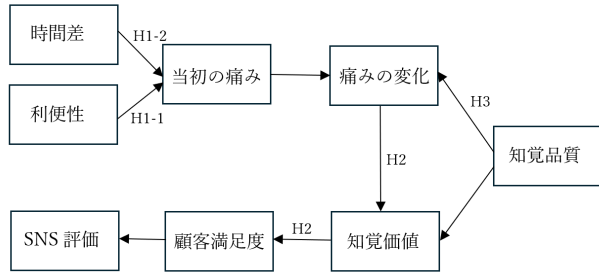 時間差
H1-2
当初の痛み
痛みの変化
利便性
H1-1
H3
知覚品質
H2
SNS 評価
顧客満足度
H2
知覚価値